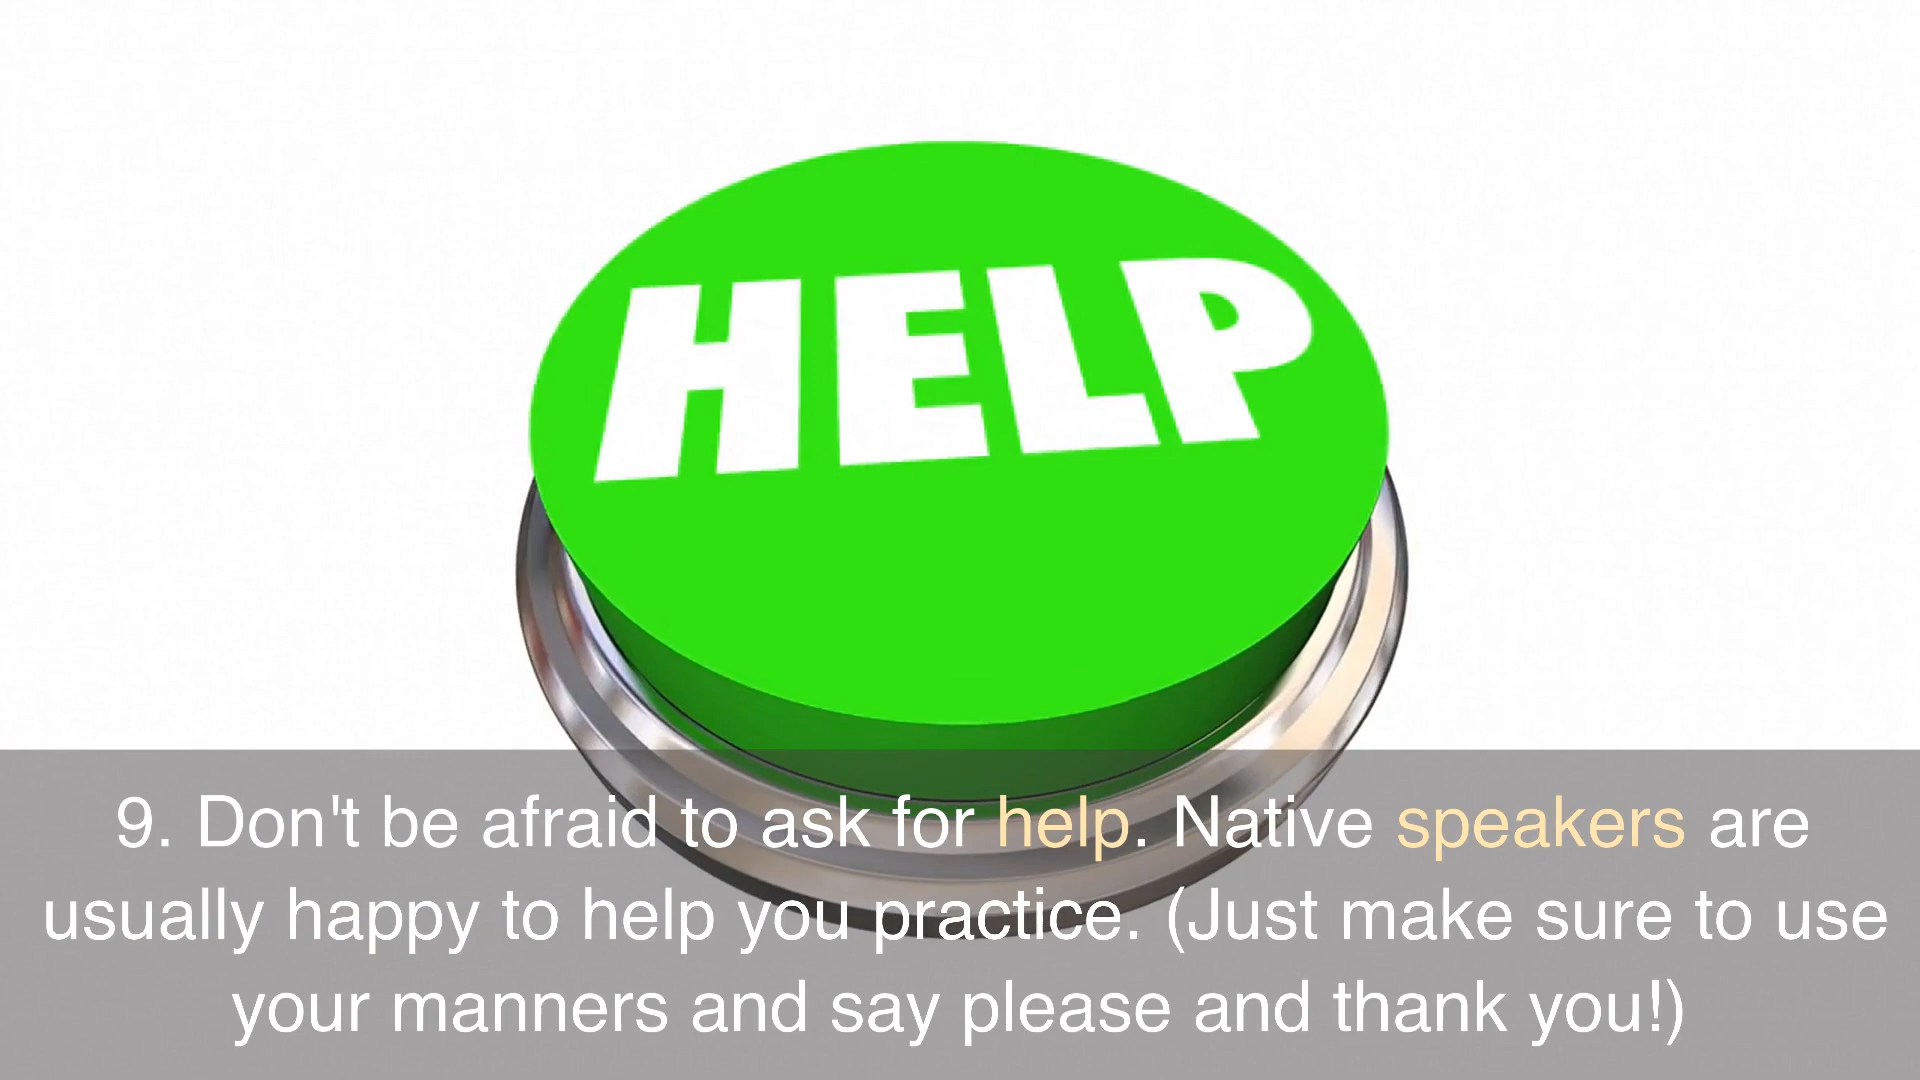 HELP
9. Don't be afraid to ask for help. Native speakers are
usually happy to help you practice. (Just make sure to use
your manners and say please and thank you!)